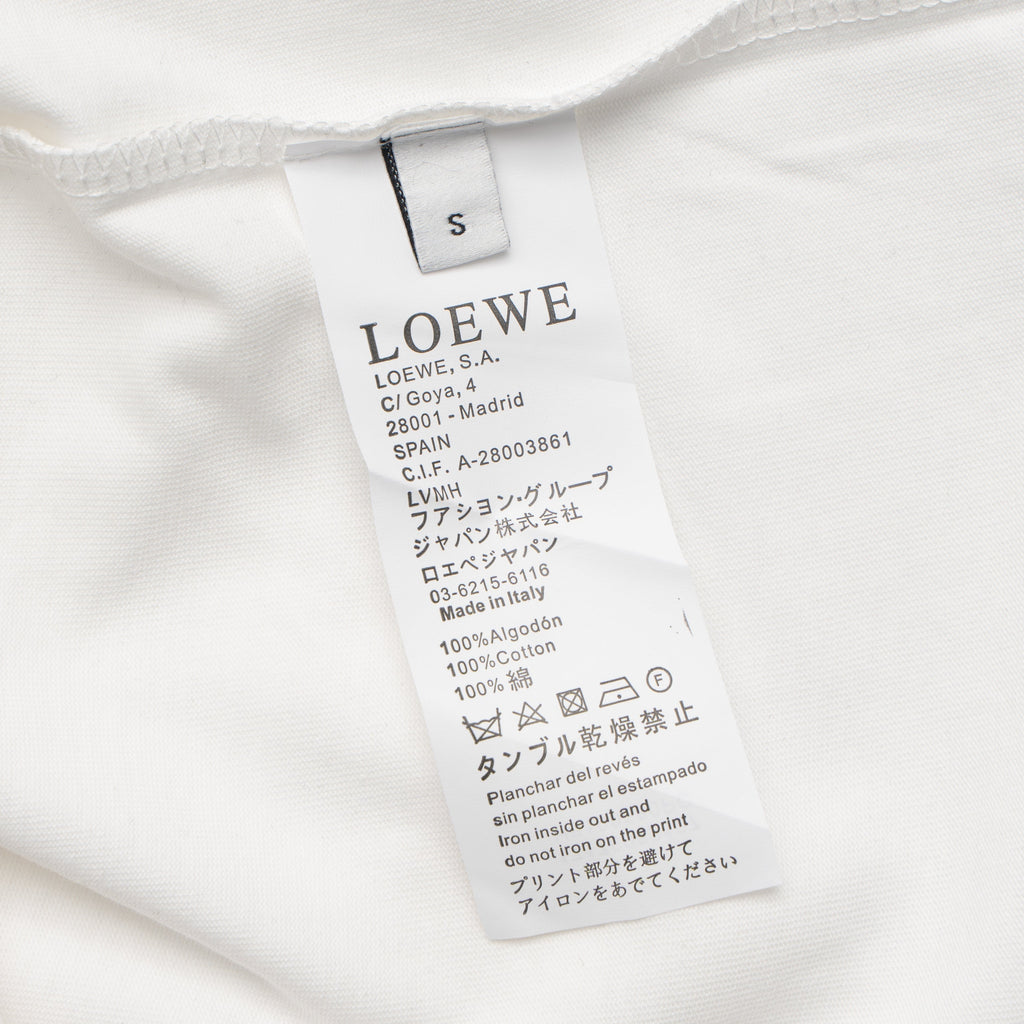 S
LOEWE
LOEWE, S.A.
C/ Goya, 4
28001 - Madrid
SPAIN
C.I.F. A-28003861
LVMH
ファション・グループ
ジャパン株式会社
ロエベジャパン
03-6215-6116
Made in Italy
100%Algodón
100%Cotton
100% 綿
F
タンブル乾燥禁止
Planchar del revés
sin planchar el estampado
Iron inside out and
do not iron on the print
プリント部分を避けて
アイロンをあでてください